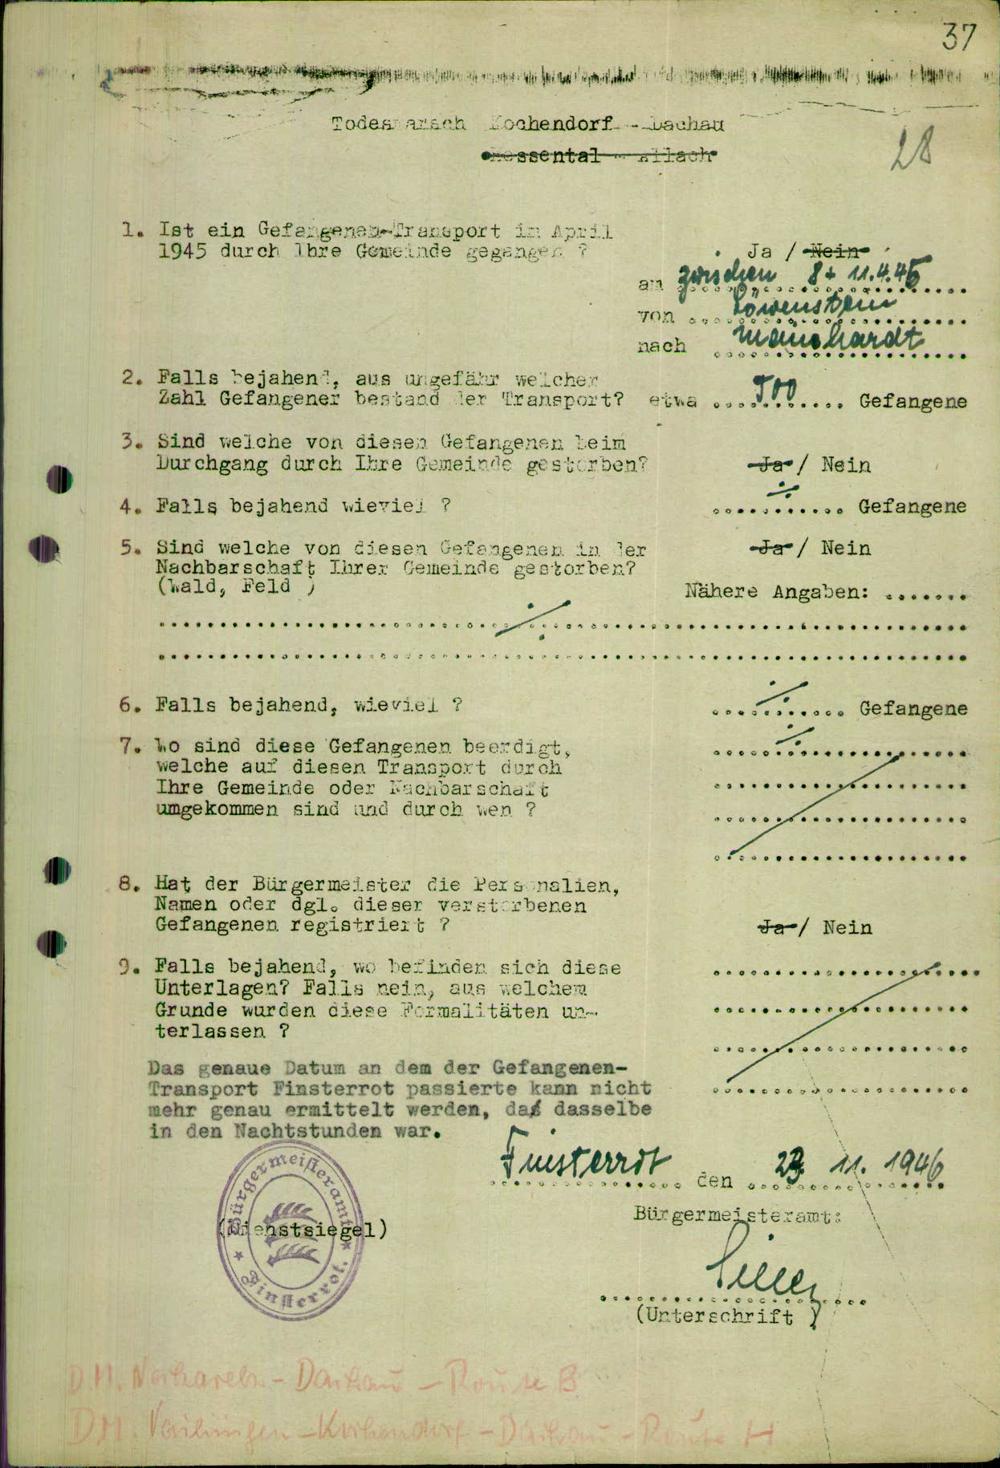 37
Todesmarsch Kochendorf - Dachau
Hessental - Allach
28
1. Ist ein Gefangenen-Transport im April
1945 durch Ihre Gemeinde gegangen ?
Ja / Nein
am zwischen 8 + 11.4.45
von Löwenstein
nach Mainhardt
2. Falls bejahend, aus ungefähr welcher
Zahl Gefangener bestand der Transport? etwa 500 Gefangene
3. Sind welche von diesen Gefangenen beim
Durchgang durch Ihre Gemeinde gestorben? Ja / Nein
4. Falls bejahend wieviel ? ÷ Gefangene
5. Sind welche von diesen Gefangenen in der Ja / Nein
Nachbarschaft Ihrer Gemeinde gestorben?
(Wald, Feld ) Nähere Angaben: .......
÷
6. Falls bejahend, wieviel ? ÷ Gefangene
7. Wo sind diese Gefangenen beerdigt, ÷
welche auf diesen Transport durch
Ihre Gemeinde oder Nachbarschaft
umgekommen sind und durch wen ?
8. Hat der Bürgermeister die Personalien,
Namen oder dgl. dieser verstorbenen
Gefangenen registriert ? Ja / Nein
9. Falls bejahend, wo befinden sich diese
Unterlagen? Falls nein, aus welchem
Grunde wurden diese Formalitäten un-
terlassen ?
Das genaue Datum an dem der Gefangenen-
Transport Finsterrot passierte kann nicht
mehr genau ermittelt werden, daß dasselbe
in den Nachtstunden war.
Finsterrot den 23. 11. 1946
Bürgermeisteramt:
Bürgermeisteramt
(Dienstsiegel)
Finsterrot.
(Unterschrift )
D.M. - Dachau - Route B
DM. Vaihingen - Kochendorf - Dachau - Route H